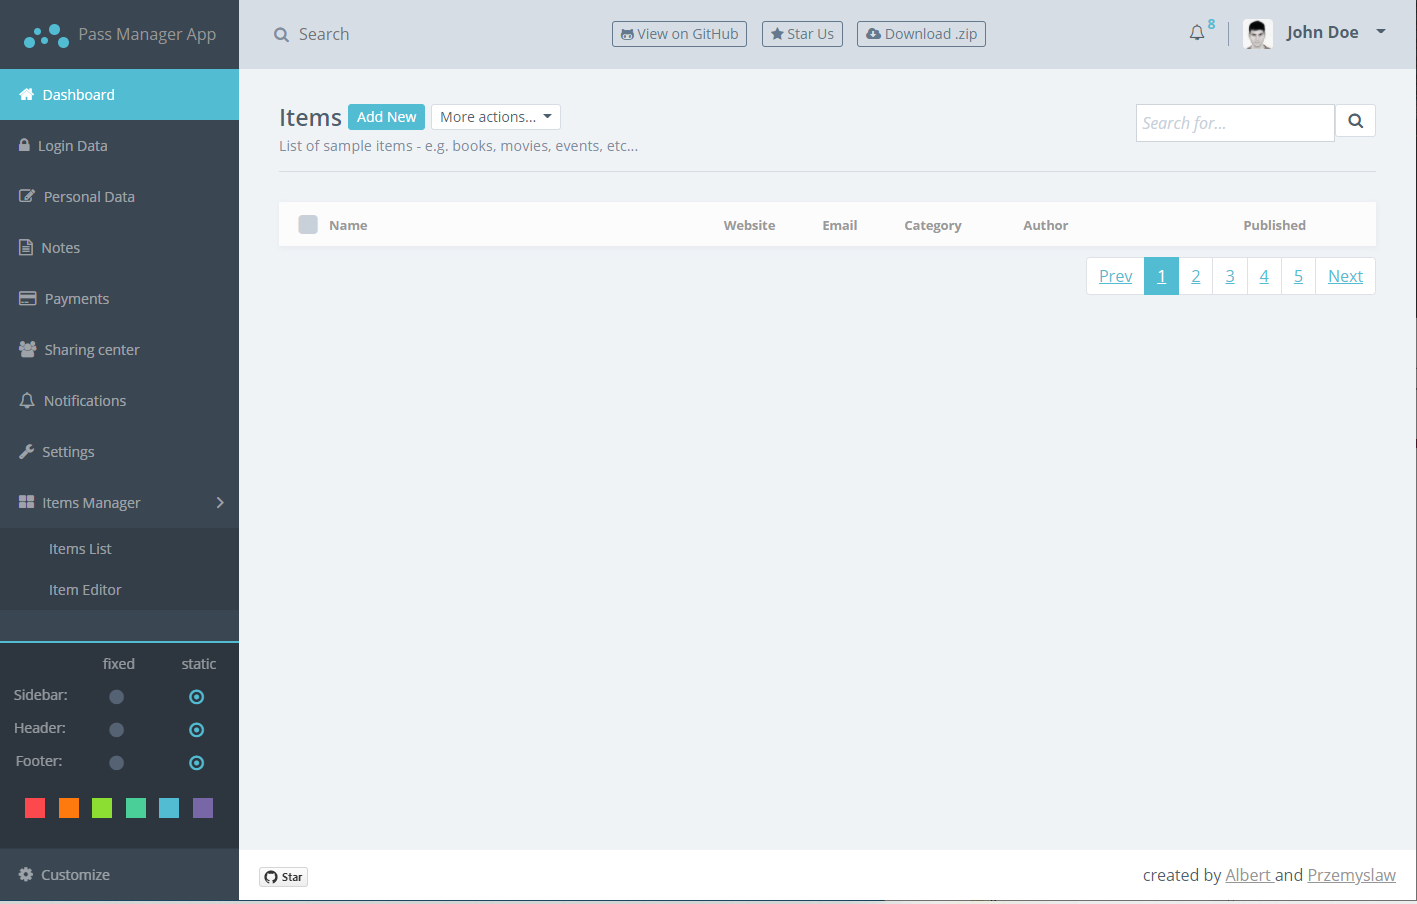 Pass Manager App
Search
View on GitHub
Star Us
Download .zip
8
John Doe
Dashboard
Login Data
Personal Data
Notes
Payments
Sharing center
Notifications
Settings
Items Manager
Items List
Item Editor
fixed static
Sidebar:
Header:
Footer:
Customize
Items Add New More actions...
List of sample items - e.g. books, movies, events, etc...
Search for...
Name Website Email Category Author Published
Prev 1 2 3 4 5 Next
Star
created by Albert and Przemyslaw